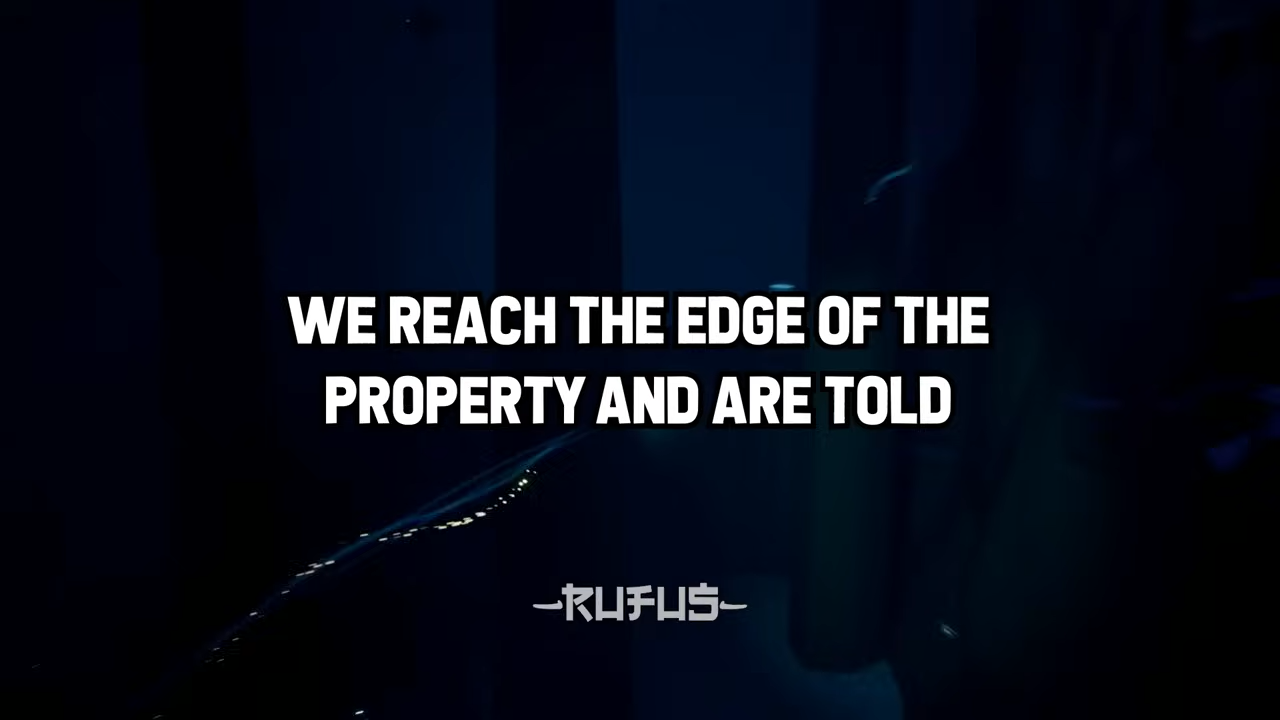 WE REACH THE EDGE OF THE
PROPERTY AND ARE TOLD
-RUFUS-